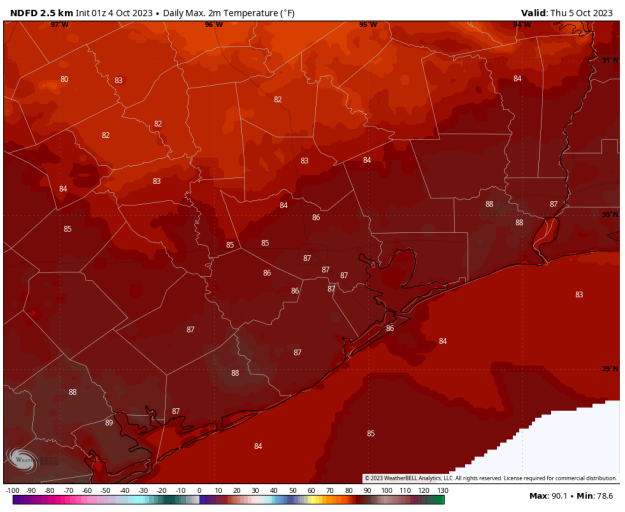 NDFD 2.5 km Init 01z 4 Oct 2023 • Daily Max. 2m Temperature (°F)
Valid: Thu 5 Oct 2023
97°W 96°W 95°W 94°W
31°N
80 83 84
82
82 82
83 84
83
84 84
88 87
86 88
30°N
85 85 85
87
86 87 87
86 87
83
87 86
84
87
29°N
88
88
87
89
85
84
© 2023 WeatherBELL Analytics, LLC. All rights reserved. License required for commercial distribution.
-100 -90 -80 -70 -60 -50 -40 -30 -20 -10 0 10 20 30 40 50 60 70 80 90 100 110 120 130
Max: 90.1 • Min: 78.6